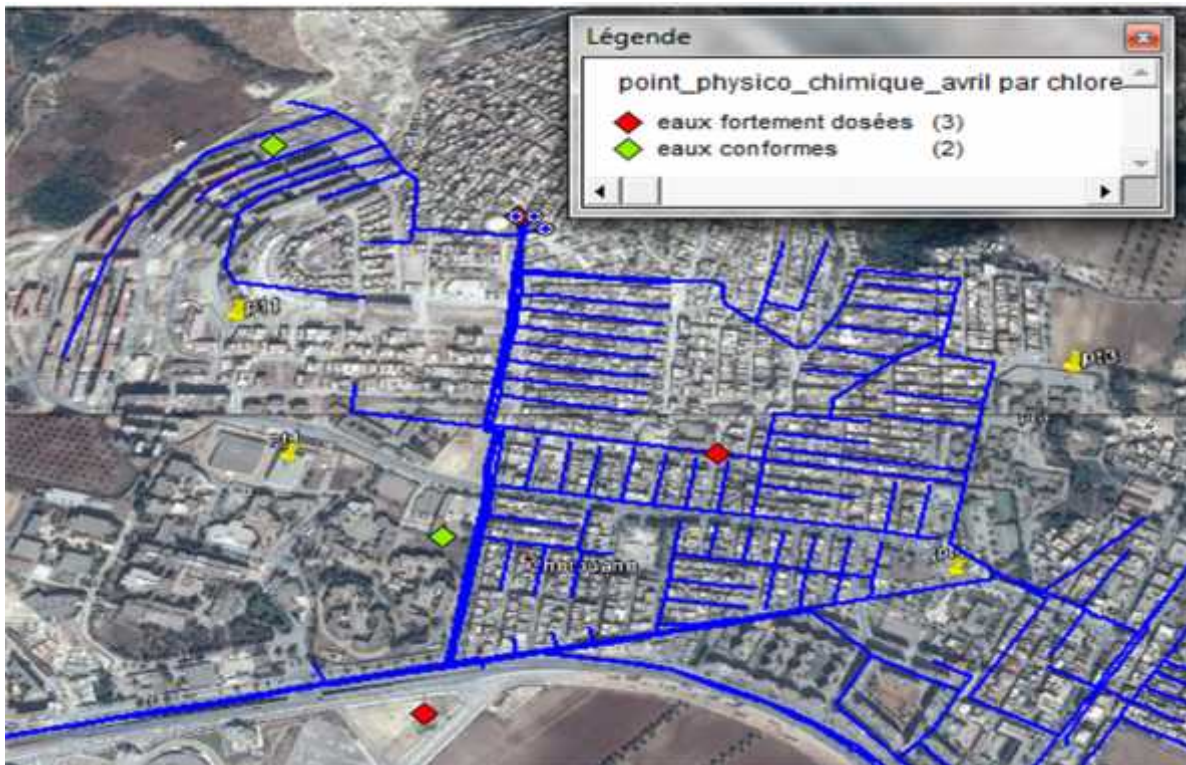 Légende
point_physico_chimique_avril par chlore
eaux fortement dosées (3)
eaux conformes (2)
p11
p13